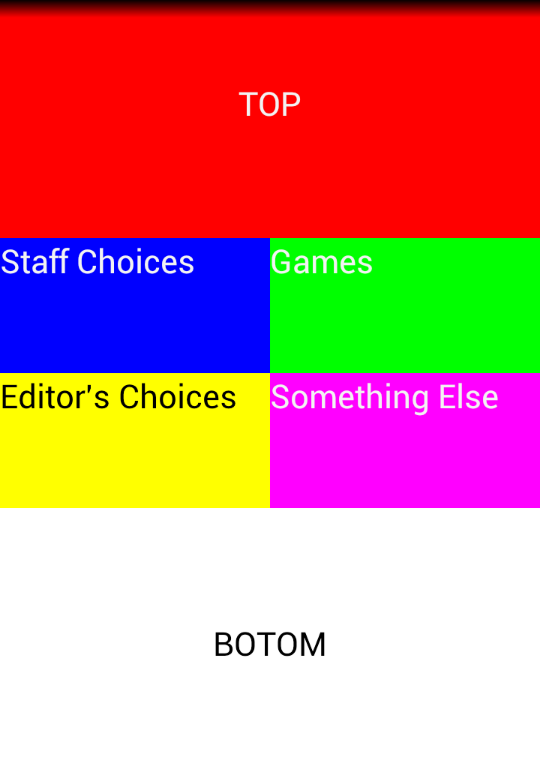 TOP
Staff Choices
Games
Editor's Choices
Something Else
BOTOM